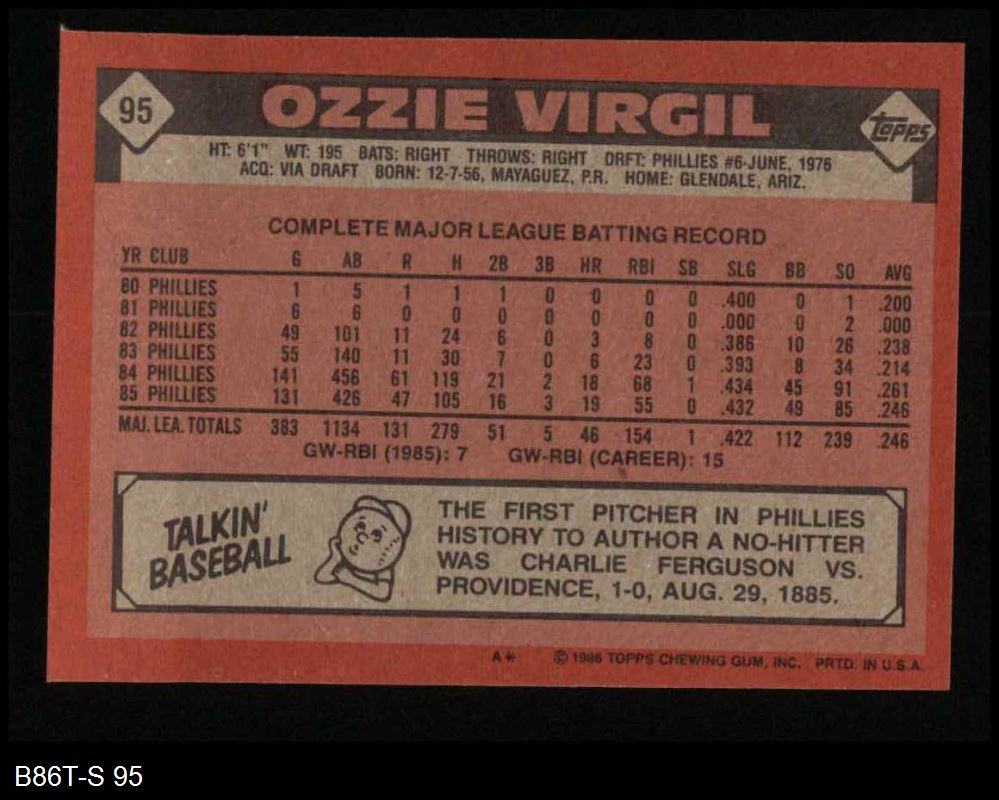 95
OZZIE VIRGIL
Topps
HT: 6'1" WT: 195 BATS: RIGHT THROWS: RIGHT DRFT: PHILLIES #6-JUNE, 1976
ACQ: VIA DRAFT BORN: 12-7-56, MAYAGUEZ, P.R. HOME: GLENDALE, ARIZ.
COMPLETE MAJOR LEAGUE BATTING RECORD
YR CLUB G AB R H 2B 3B HR RBI SB SLG BB SO AVG
80 PHILLIES 1 5 1 1 1 0 0 0 0 .400 0 1 .200
81 PHILLIES 6 6 0 0 0 0 0 0 0 .000 0 2 .000
82 PHILLIES 49 101 11 24 6 0 3 8 0 .386 10 26 .238
83 PHILLIES 55 140 11 30 7 0 6 23 0 .393 8 34 .214
84 PHILLIES 141 456 61 119 21 2 18 68 1 .434 45 91 .261
85 PHILLIES 131 426 47 105 16 3 19 55 0 .432 49 85 .246
MAJ. LEA. TOTALS 383 1134 131 279 51 5 46 154 1 .422 112 239 .246
GW-RBI (1985): 7 GW-RBI (CAREER): 15
TALKIN'
BASEBALL
THE FIRST PITCHER IN PHILLIES
HISTORY TO AUTHOR A NO-HITTER
WAS CHARLIE FERGUSON VS.
PROVIDENCE, 1-0, AUG. 29, 1885.
A* © 1986 TOPPS CHEWING GUM, INC. PRTD. IN U.S.A.
B86T-S 95